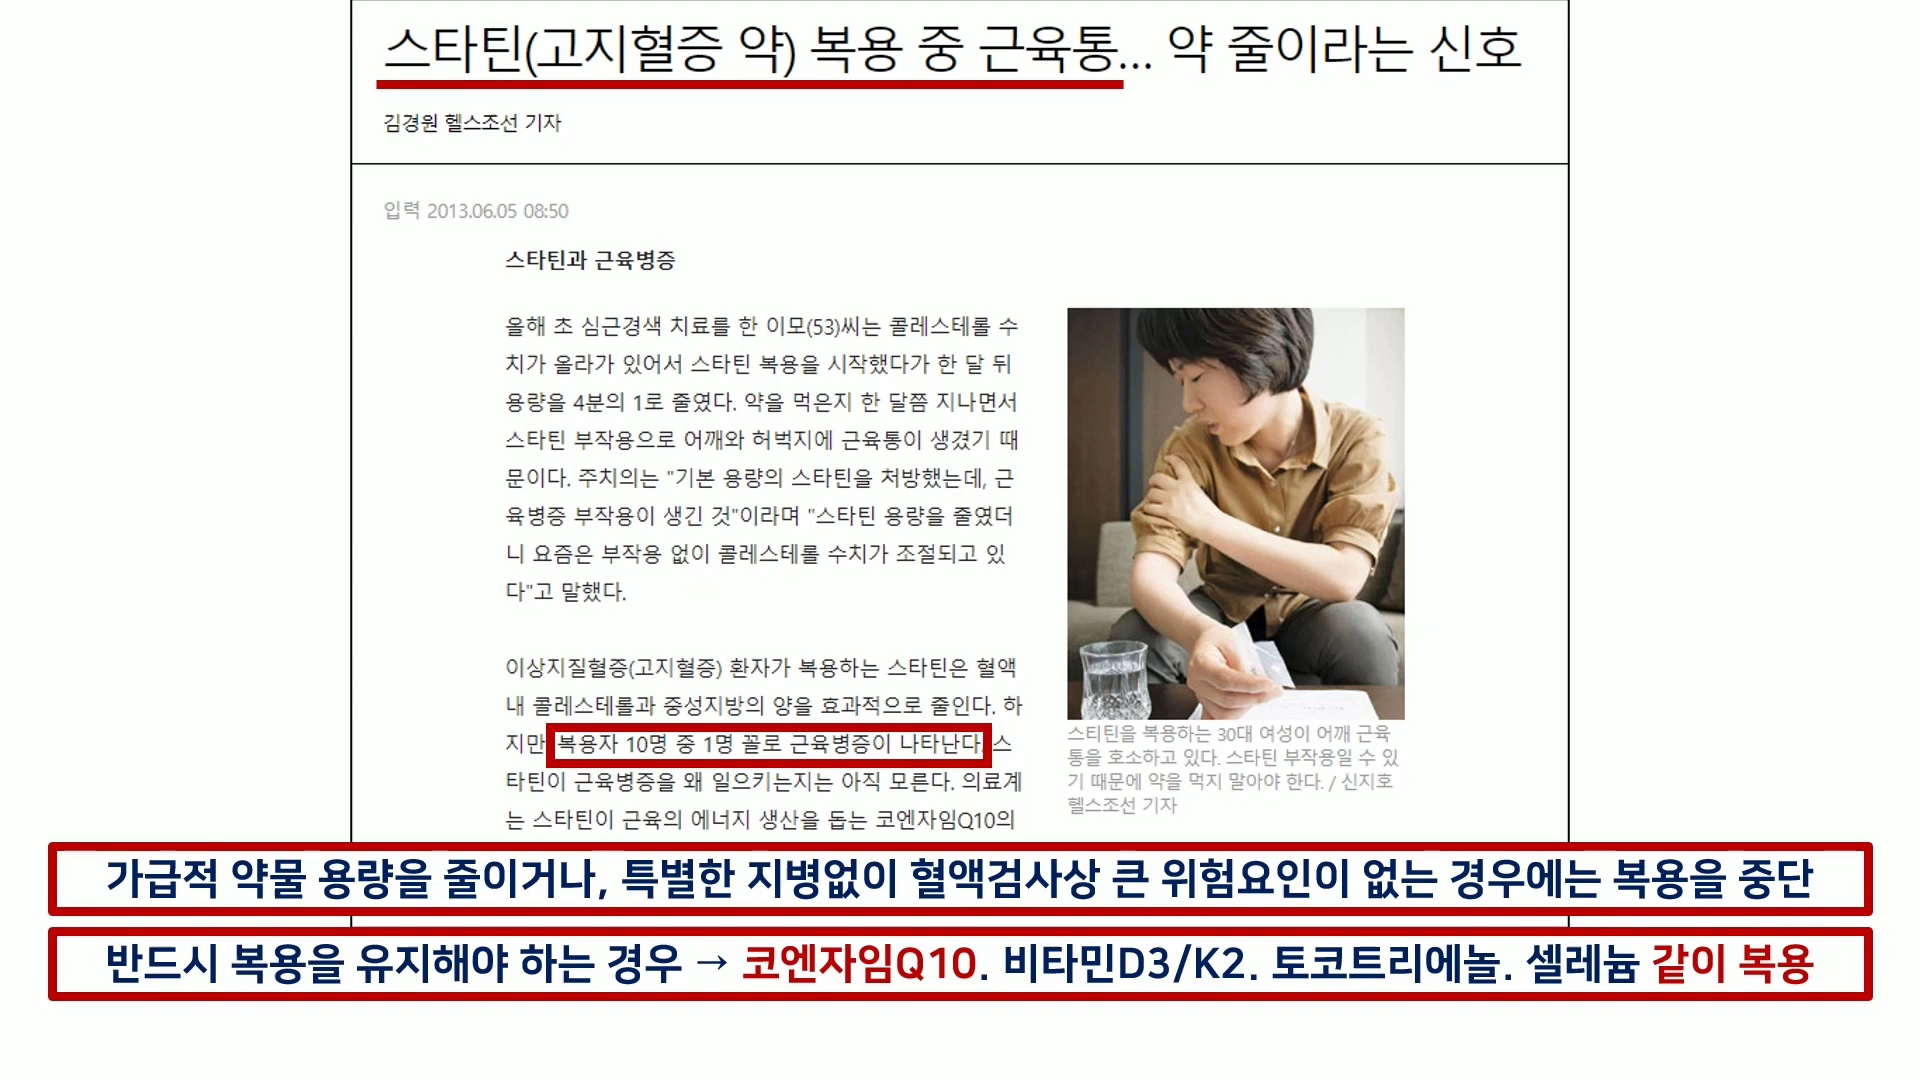 스타틴(고지혈증 약) 복용 중 근육통... 약 줄이라는 신호
김경원 헬스조선 기자
입력 2013.06.05 08:50
스타틴과 근육병증
올해 초 심근경색 치료를 한 이모(53)씨는 콜레스테롤 수
치가 올라가 있어서 스타틴 복용을 시작했다가 한 달 뒤
용량을 4분의 1로 줄였다. 약을 먹은지 한 달쯤 지나면서
스타틴 부작용으로 어깨와 허벅지에 근육통이 생겼기 때
문이다. 주치의는 "기본 용량의 스타틴을 처방했는데, 근
육병증 부작용이 생긴 것"이라며 "스타틴 용량을 줄였더
니 요즘은 부작용 없이 콜레스테롤 수치가 조절되고 있
다"고 말했다.
이상지질혈증(고지혈증) 환자가 복용하는 스타틴은 혈액
내 콜레스테롤과 중성지방의 양을 효과적으로 줄인다. 하
지만 복용자 10명 중 1명 꼴로 근육병증이 나타난다. 스
타틴이 근육병증을 왜 일으키는지는 아직 모른다. 의료계
는 스타틴이 근육의 에너지 생산을 돕는 코엔자임Q10의
스티틴을 복용하는 30대 여성이 어깨 근육
통을 호소하고 있다. 스타틴 부작용일 수 있
기 때문에 약을 먹지 말아야 한다. / 신지호
헬스조선 기자
가급적 약물 용량을 줄이거나, 특별한 지병없이 혈액검사상 큰 위험요인이 없는 경우에는 복용을 중단
반드시 복용을 유지해야 하는 경우 → 코엔자임Q10. 비타민D3/K2. 토코트리에놀. 셀레늄 같이 복용